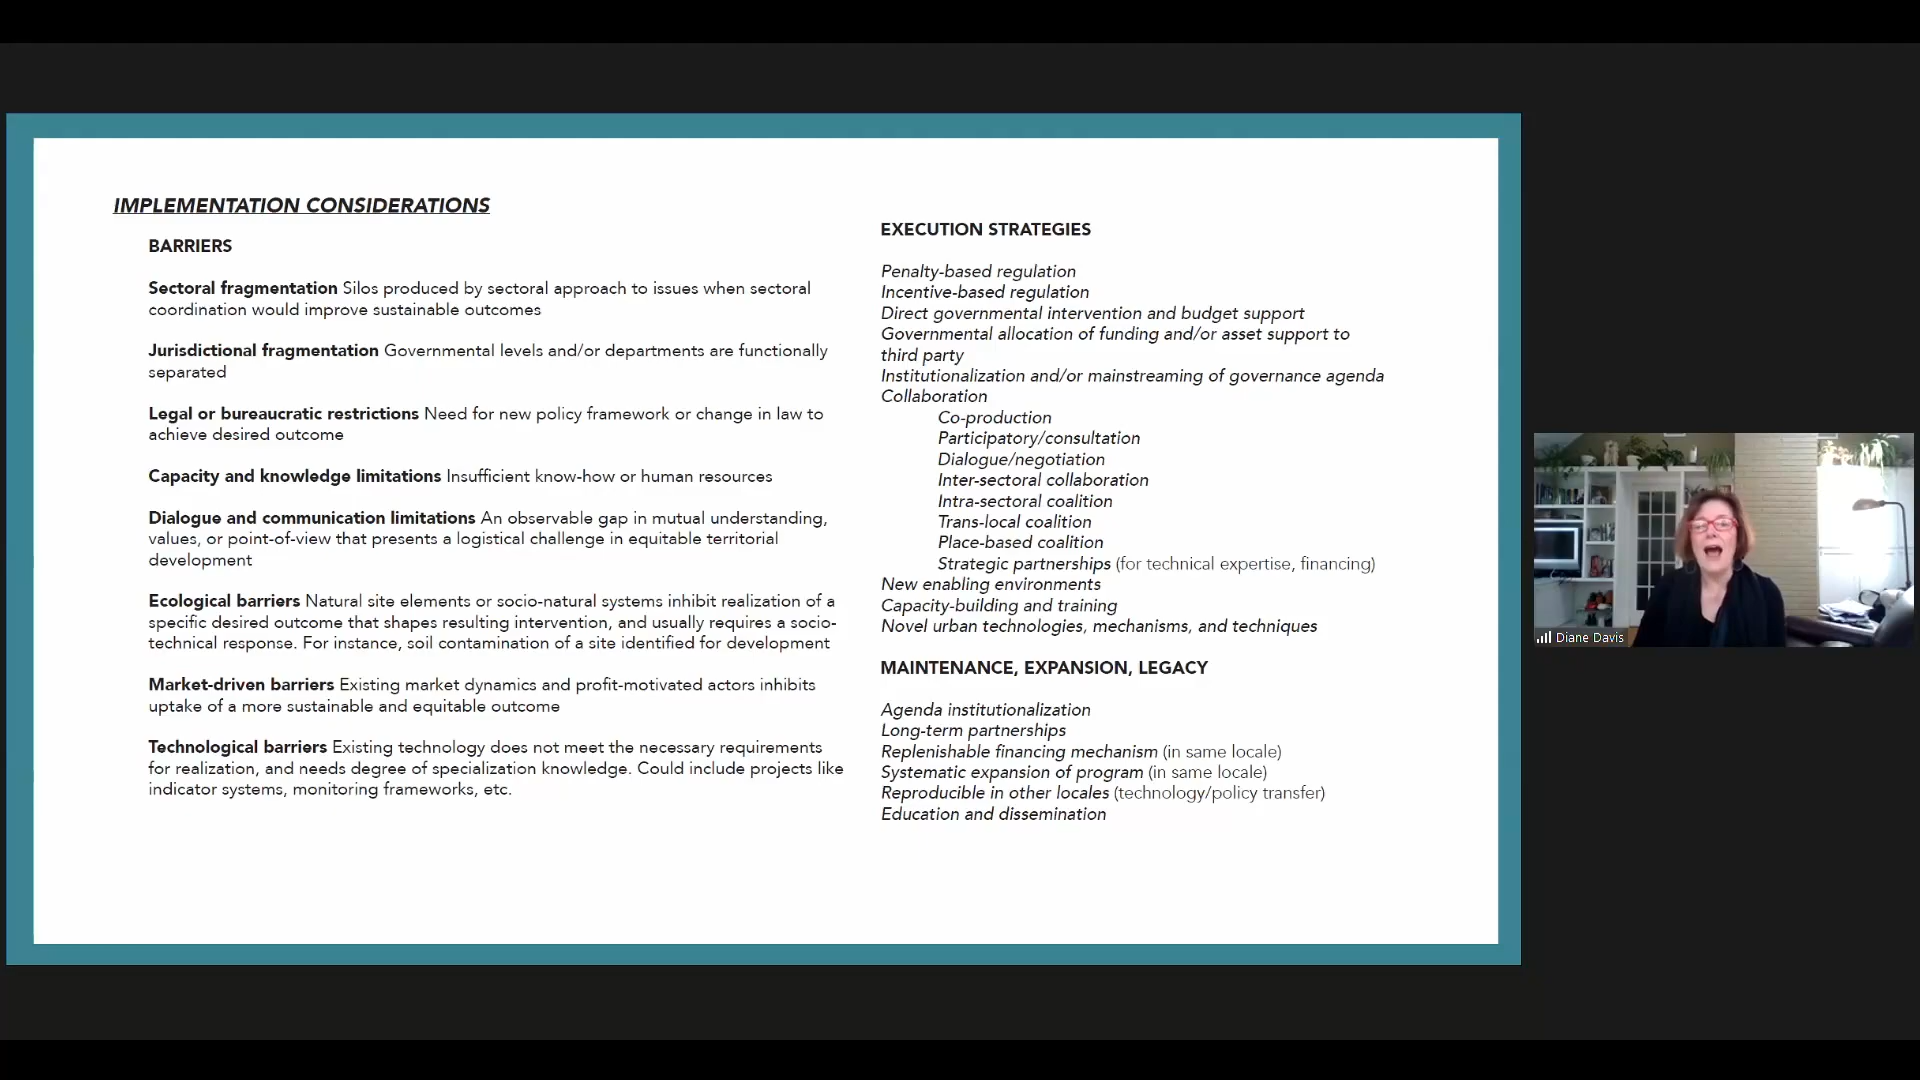 IMPLEMENTATION CONSIDERATIONS
BARRIERS
Sectoral fragmentation Silos produced by sectoral approach to issues when sectoral
coordination would improve sustainable outcomes
Jurisdictional fragmentation Governmental levels and/or departments are functionally
separated
Legal or bureaucratic restrictions Need for new policy framework or change in law to
achieve desired outcome
Capacity and knowledge limitations Insufficient know-how or human resources
Dialogue and communication limitations An observable gap in mutual understanding,
values, or point-of-view that presents a logistical challenge in equitable territorial
development
Ecological barriers Natural site elements or socio-natural systems inhibit realization of a
specific desired outcome that shapes resulting intervention, and usually requires a socio-
technical response. For instance, soil contamination of a site identified for development
Market-driven barriers Existing market dynamics and profit-motivated actors inhibits
uptake of a more sustainable and equitable outcome
Technological barriers Existing technology does not meet the necessary requirements
for realization, and needs degree of specialization knowledge. Could include projects like
indicator systems, monitoring frameworks, etc.
EXECUTION STRATEGIES
Penalty-based regulation
Incentive-based regulation
Direct governmental intervention and budget support
Governmental allocation of funding and/or asset support to
third party
Institutionalization and/or mainstreaming of governance agenda
Collaboration
Co-production
Participatory/consultation
Dialogue/negotiation
Inter-sectoral collaboration
Intra-sectoral coalition
Trans-local coalition
Place-based coalition
Strategic partnerships (for technical expertise, financing)
New enabling environments
Capacity-building and training
Novel urban technologies, mechanisms, and techniques
MAINTENANCE, EXPANSION, LEGACY
Agenda institutionalization
Long-term partnerships
Replenishable financing mechanism (in same locale)
Systematic expansion of program (in same locale)
Reproducible in other locales (technology/policy transfer)
Education and dissemination
Diane Davis